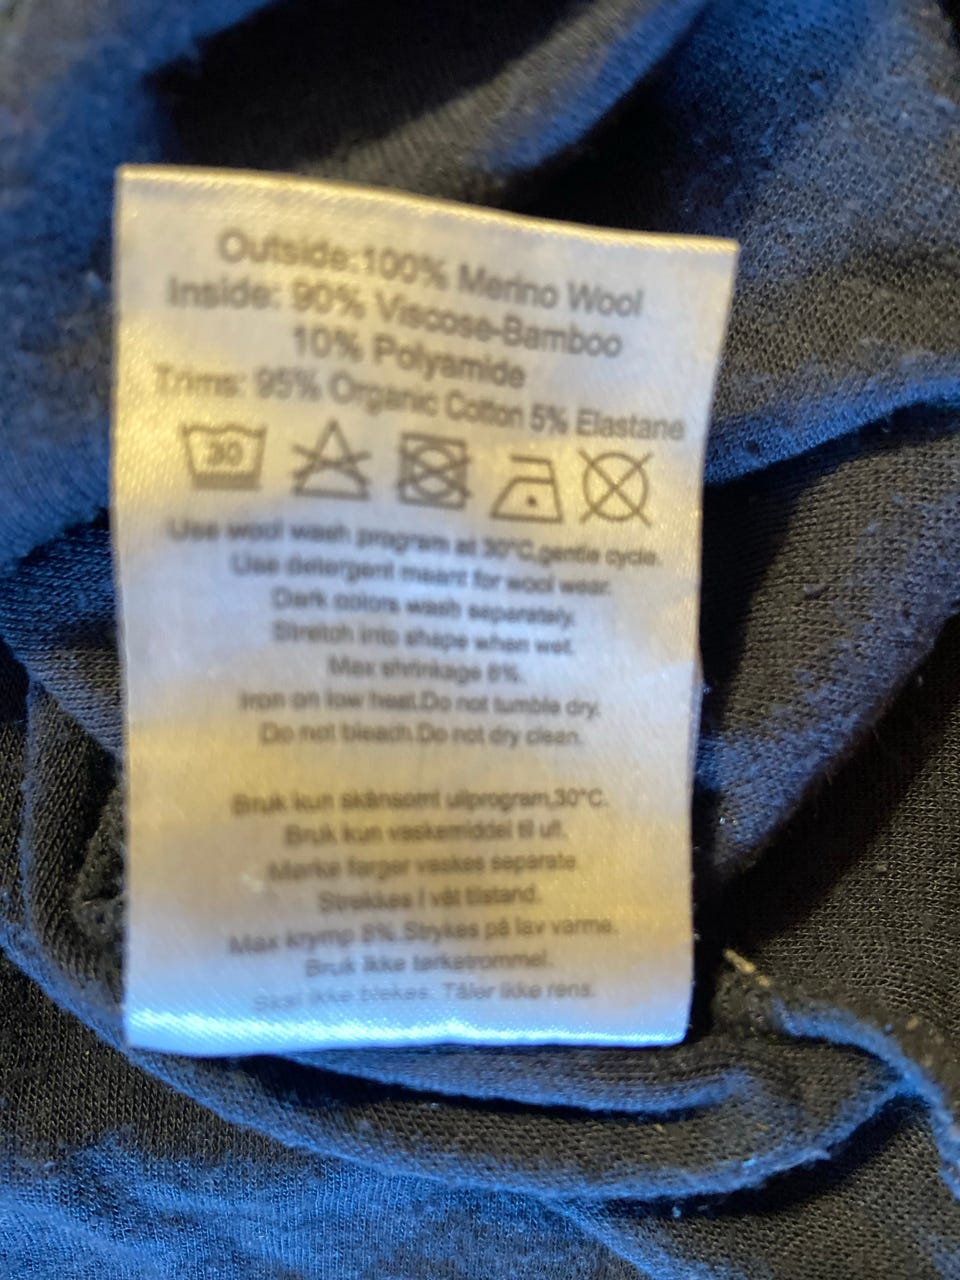 Outside:100% Merino Wool
Inside: 90% Viscose-Bamboo
10% Polyamide
Trims: 95% Organic Cotton 5% Elastane
30
Use wool wash program at 30°C,gentle cycle.
Use detergent meant for wool wear.
Dark colors wash separately.
Stretch into shape when wet.
Max shrinkage 8%.
Iron on low heat.Do not tumble dry.
Do not bleach.Do not dry clean.
Bruk kun skånsomt ullprogram,30°C.
Bruk kun vaskemiddel til ull.
Mørke farger vaskes separate.
Strekkes i våt tilstand.
Max krymp 8%.Strykes på lav varme.
Bruk ikke tørketrommel.
Skal ikke blekes. Tåler ikke rens.